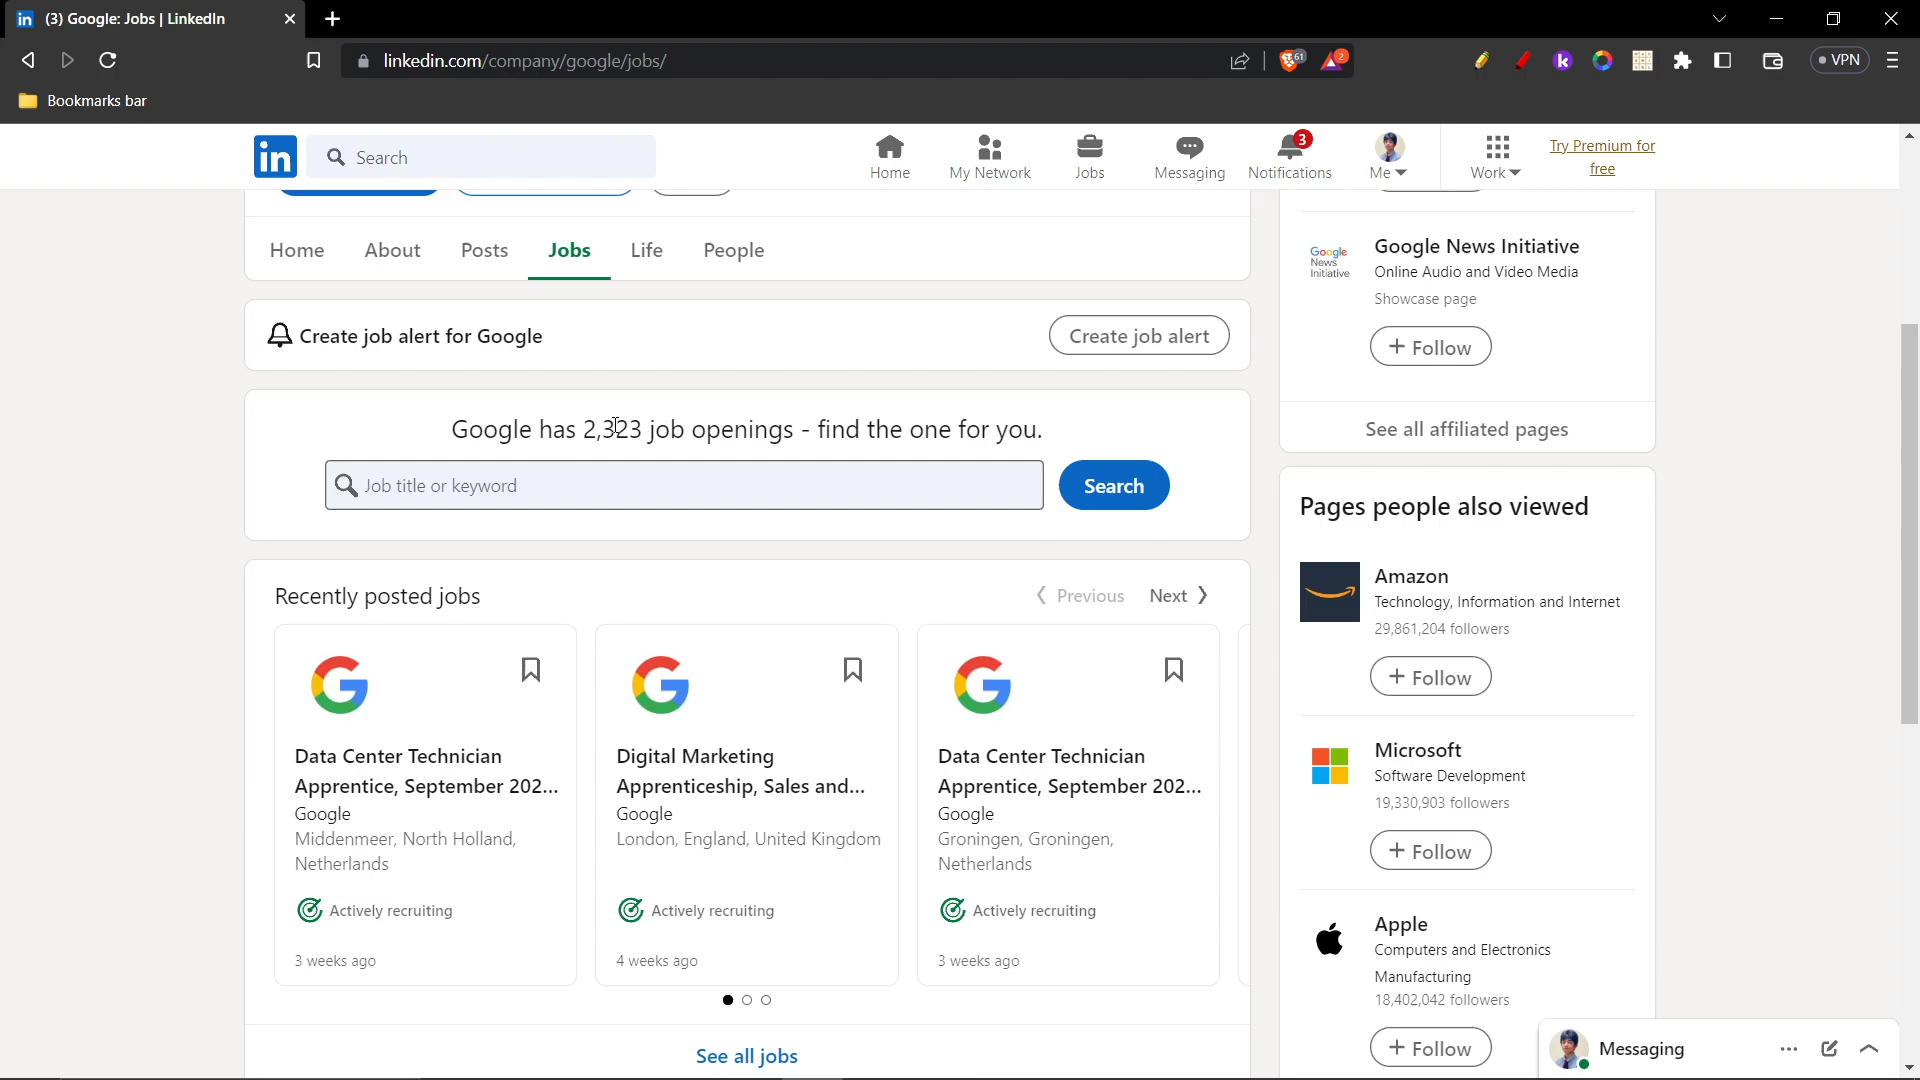 (3) Google: Jobs | LinkedIn
linkedin.com/company/google/jobs/
61
2
VPN
Bookmarks bar
in
Search
Home
My Network
Jobs
Messaging
3
Notifications
Me
Work
Try Premium for
free
Home
About
Posts
Jobs
Life
People
Create job alert for Google
Create job alert
Google has 2,323 job openings - find the one for you.
Job title or keyword
Search
Recently posted jobs
Previous
Next
Data Center Technician
Apprentice, September 202...
Google
Middenmeer, North Holland,
Netherlands
Actively recruiting
3 weeks ago
Digital Marketing
Apprenticeship, Sales and...
Google
London, England, United Kingdom
Actively recruiting
4 weeks ago
Data Center Technician
Apprentice, September 202...
Google
Groningen, Groningen,
Netherlands
Actively recruiting
3 weeks ago
See all jobs
Google
News
Initiative
Google News Initiative
Online Audio and Video Media
Showcase page
+ Follow
See all affiliated pages
Pages people also viewed
Amazon
Technology, Information and Internet
29,861,204 followers
+ Follow
Microsoft
Software Development
19,330,903 followers
+ Follow
Apple
Computers and Electronics
Manufacturing
18,402,042 followers
+ Follow
Messaging